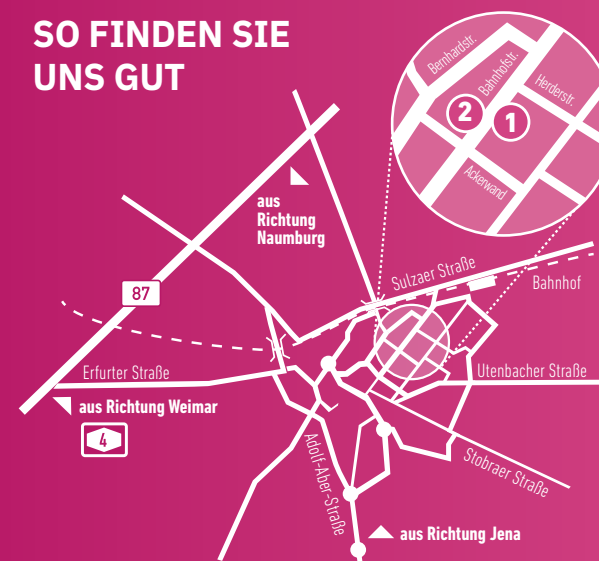 SO FINDEN SIE
UNS GUT
Bernhardstr.
Bahnhofstr.
Herderstr.
2
1
Ackerwand
aus
Richtung
Naumburg
87
Sulzaer Straße
Bahnhof
Erfurter Straße
Utenbacher Straße
aus Richtung Weimar
4
Adolf-Aber-Straße
Stobraer Straße
aus Richtung Jena